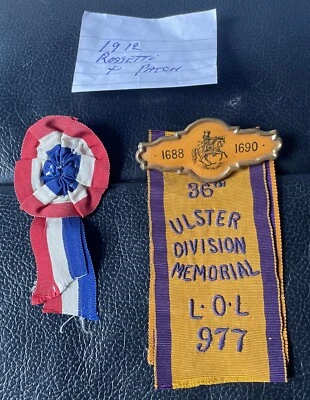 1912
ROSSETTE
& PATCH
1688 1690
36TH
ULSTER
DIVISION
MEMORIAL
L·O·L
977